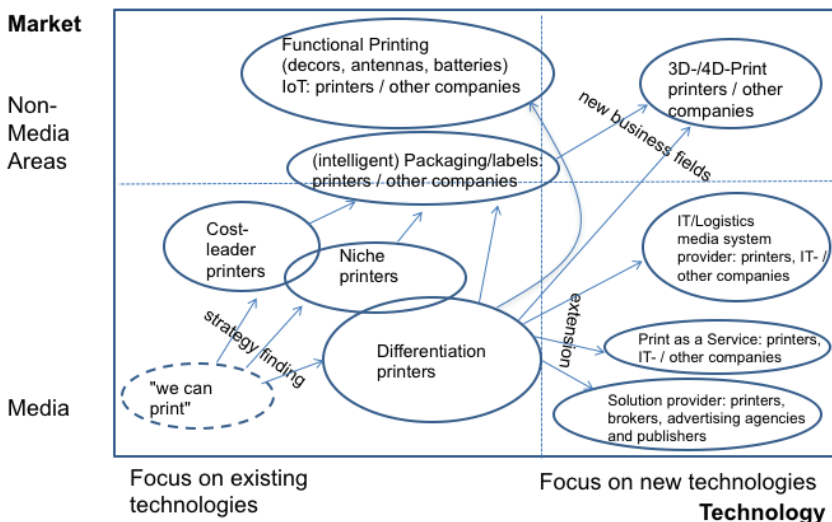 Market
Functional Printing
(decors, antennas, batteries)
IoT: printers / other companies
3D-/4D-Print
printers / other
companies
Non-
Media
Areas
new business fields
(intelligent) Packaging/labels:
printers / other companies
Cost-
leader
printers
Niche
printers
IT/Logistics
media system
provider: printers, IT- /
other companies
strategy finding
extension
Differentiation
printers
Print as a Service: printers,
IT- / other companies
"we can
print"
Media
Solution provider: printers,
brokers, advertising agencies
and publishers
Focus on existing
technologies
Focus on new technologies
Technology